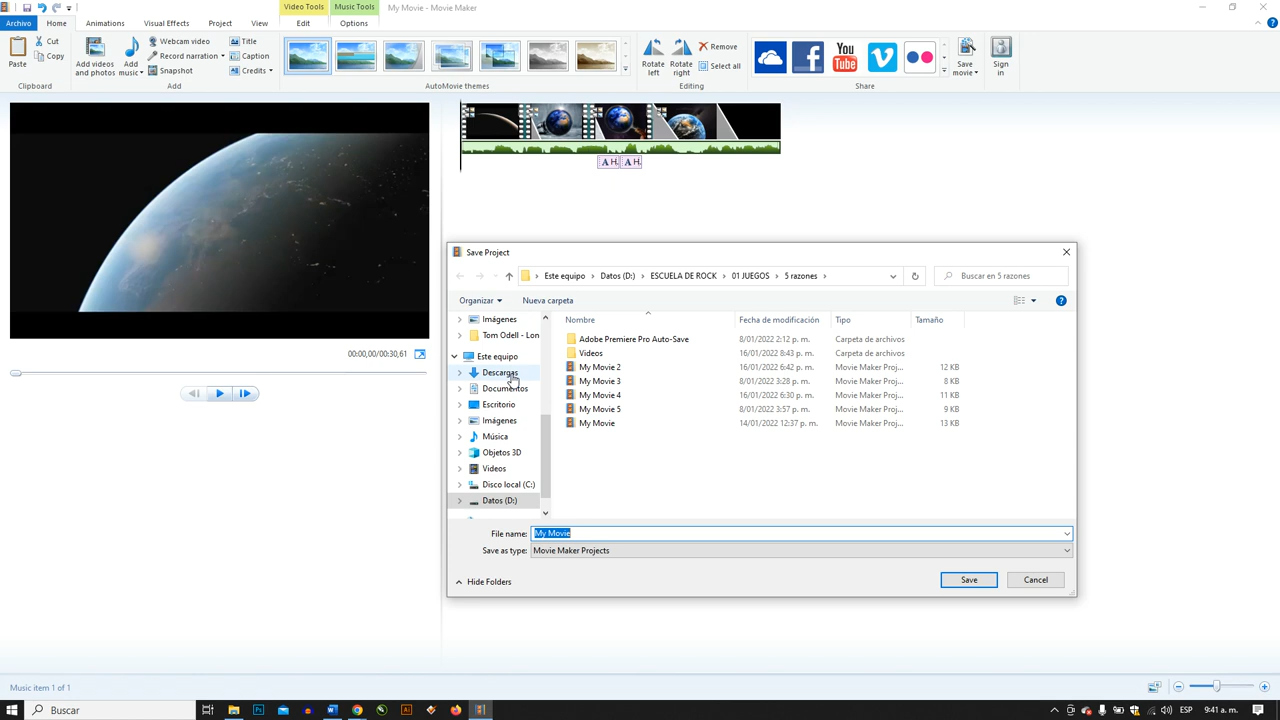 Video Tools
Music Tools
My Movie - Movie Maker
Archivo
Home
Animations
Visual Effects
Project
View
Edit
Options
Paste
Cut
Copy
Clipboard
Add videos and photos
Add music
Webcam video
Record narration
Snapshot
Title
Caption
Credits
Add
AutoMovie themes
Rotate left
Rotate right
Remove
Select all
Editing
You Tube
Share
Save movie
Sign in
A H.
A H.
00:00,00/00:30,61
Save Project
Este equipo
Datos (D:)
ESCUELA DE ROCK
01 JUEGOS
5 razones
Buscar en 5 razones
Organizar
Nueva carpeta
Imágenes
Tom Odell - Lon
Este equipo
Descargas
Documentos
Escritorio
Imágenes
Música
Objetos 3D
Videos
Disco local (C:)
Datos (D:)
Nombre Fecha de modificación Tipo Tamaño
Adobe Premiere Pro Auto-Save 8/01/2022 2:12 p. m. Carpeta de archivos
Videos 16/01/2022 8:43 p. m. Carpeta de archivos
My Movie 2 16/01/2022 6:42 p. m. Movie Maker Proj... 12 KB
My Movie 3 8/01/2022 3:28 p. m. Movie Maker Proj... 8 KB
My Movie 4 16/01/2022 6:30 p. m. Movie Maker Proj... 11 KB
My Movie 5 8/01/2022 3:57 p. m. Movie Maker Proj... 9 KB
My Movie 14/01/2022 12:37 p. m. Movie Maker Proj... 13 KB
File name: My Movie
Save as type: Movie Maker Projects
Hide Folders
Save
Cancel
Music item 1 of 1
Buscar
ESP
9:41 a. m.